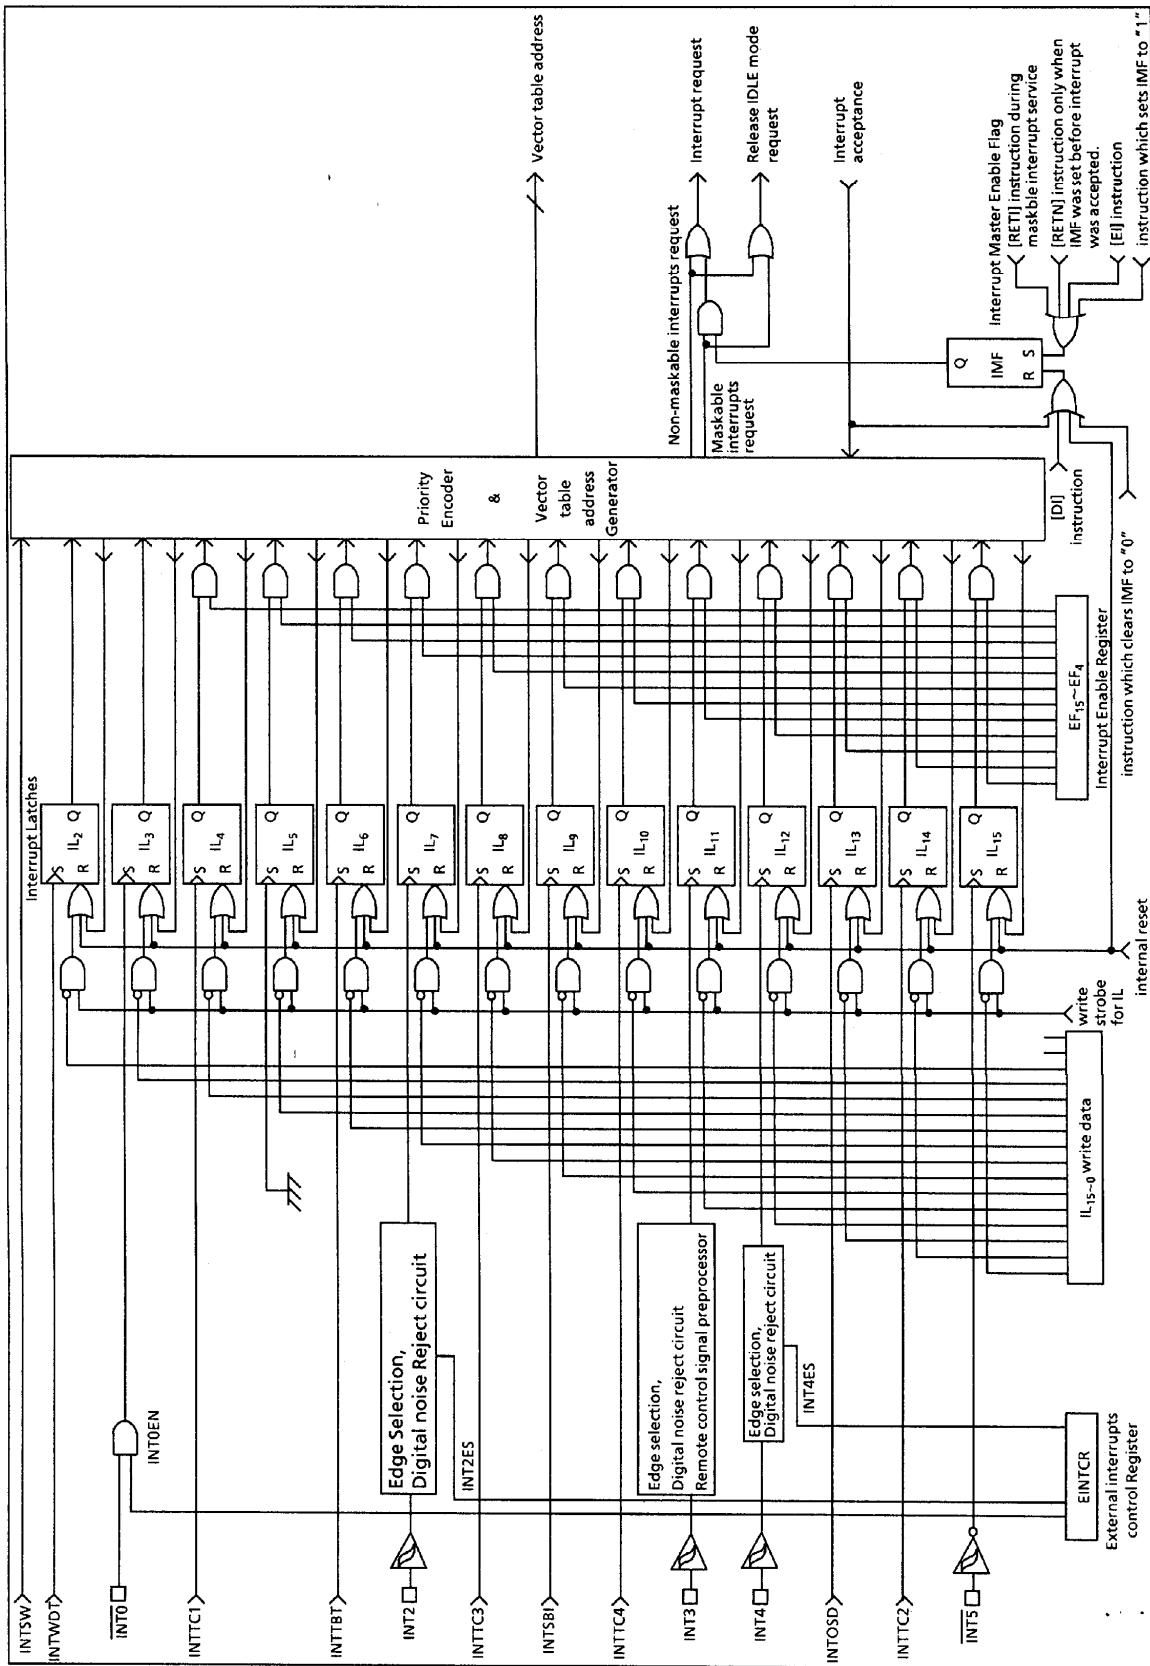 INTSW
INTWDT
INT0
INTTC1
INTTBT
INT2
INTTC3
INTSBI
INTTC4
INT3
INT4
INTOSD
INTTC2
INT5
INT0EN
Edge Selection,
Digital noise Reject circuit
INT2ES
Edge selection,
Digital noise reject circuit
Remote control signal preprocessor
Edge selection,
Digital noise reject circuit
INT4ES
EINTCR
External interrupts
control Register
IL15~0 write data
write
strobe
for IL
internal reset
Interrupt Latches
S IL2 Q
R
S IL3 Q
R
S IL4 Q
R
S IL5 Q
R
S IL6 Q
R
S IL7 Q
R
S IL8 Q
R
S IL9 Q
R
S IL10 Q
R
S IL11 Q
R
S IL12 Q
R
S IL13 Q
R
S IL14 Q
R
S IL15 Q
R
EF15~EF4
Interrupt Enable Register
instruction which clears IMF to "0"
Priority
Encoder
&
Vector
table
address
Generator
[DI]
instruction
Vector table address
Non-maskable interrupts request
Maskable
interrupts
request
Interrupt request
Release IDLE mode
request
Interrupt
acceptance
Q
IMF
R S
Interrupt Master Enable Flag
[RETI] instruction during
maskble interrupt service
[RETN] instruction only when
IMF was set before interrupt
was accepted.
[EI] instruction
instruction which sets IMF to "1"